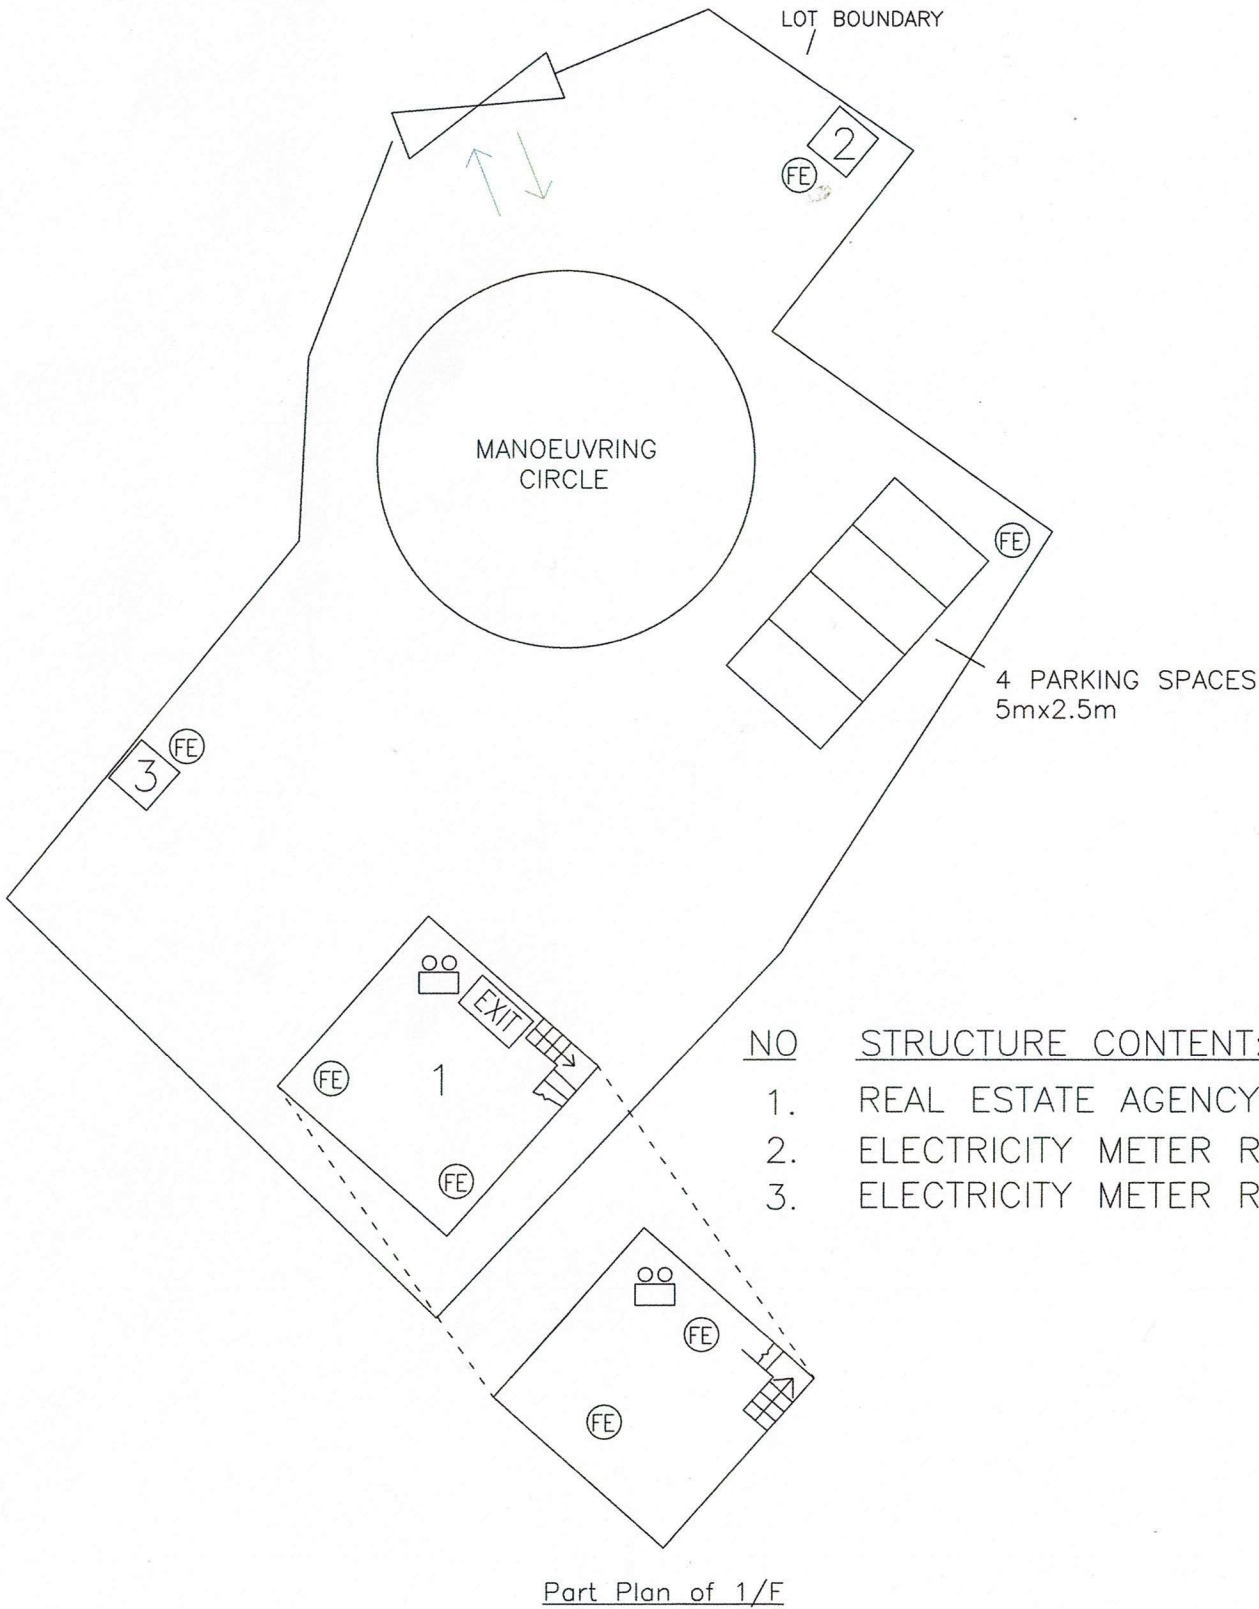 LOT BOUNDARY
2
FE
MANOEUVRING
CIRCLE
FE
4 PARKING SPACES
5mx2.5m
FE
3
EXIT
FE
1
FE
NO STRUCTURE CONTENT:
1. REAL ESTATE AGENCY
2. ELECTRICITY METER R
3. ELECTRICITY METER R
FE
FE
Part Plan of 1/F